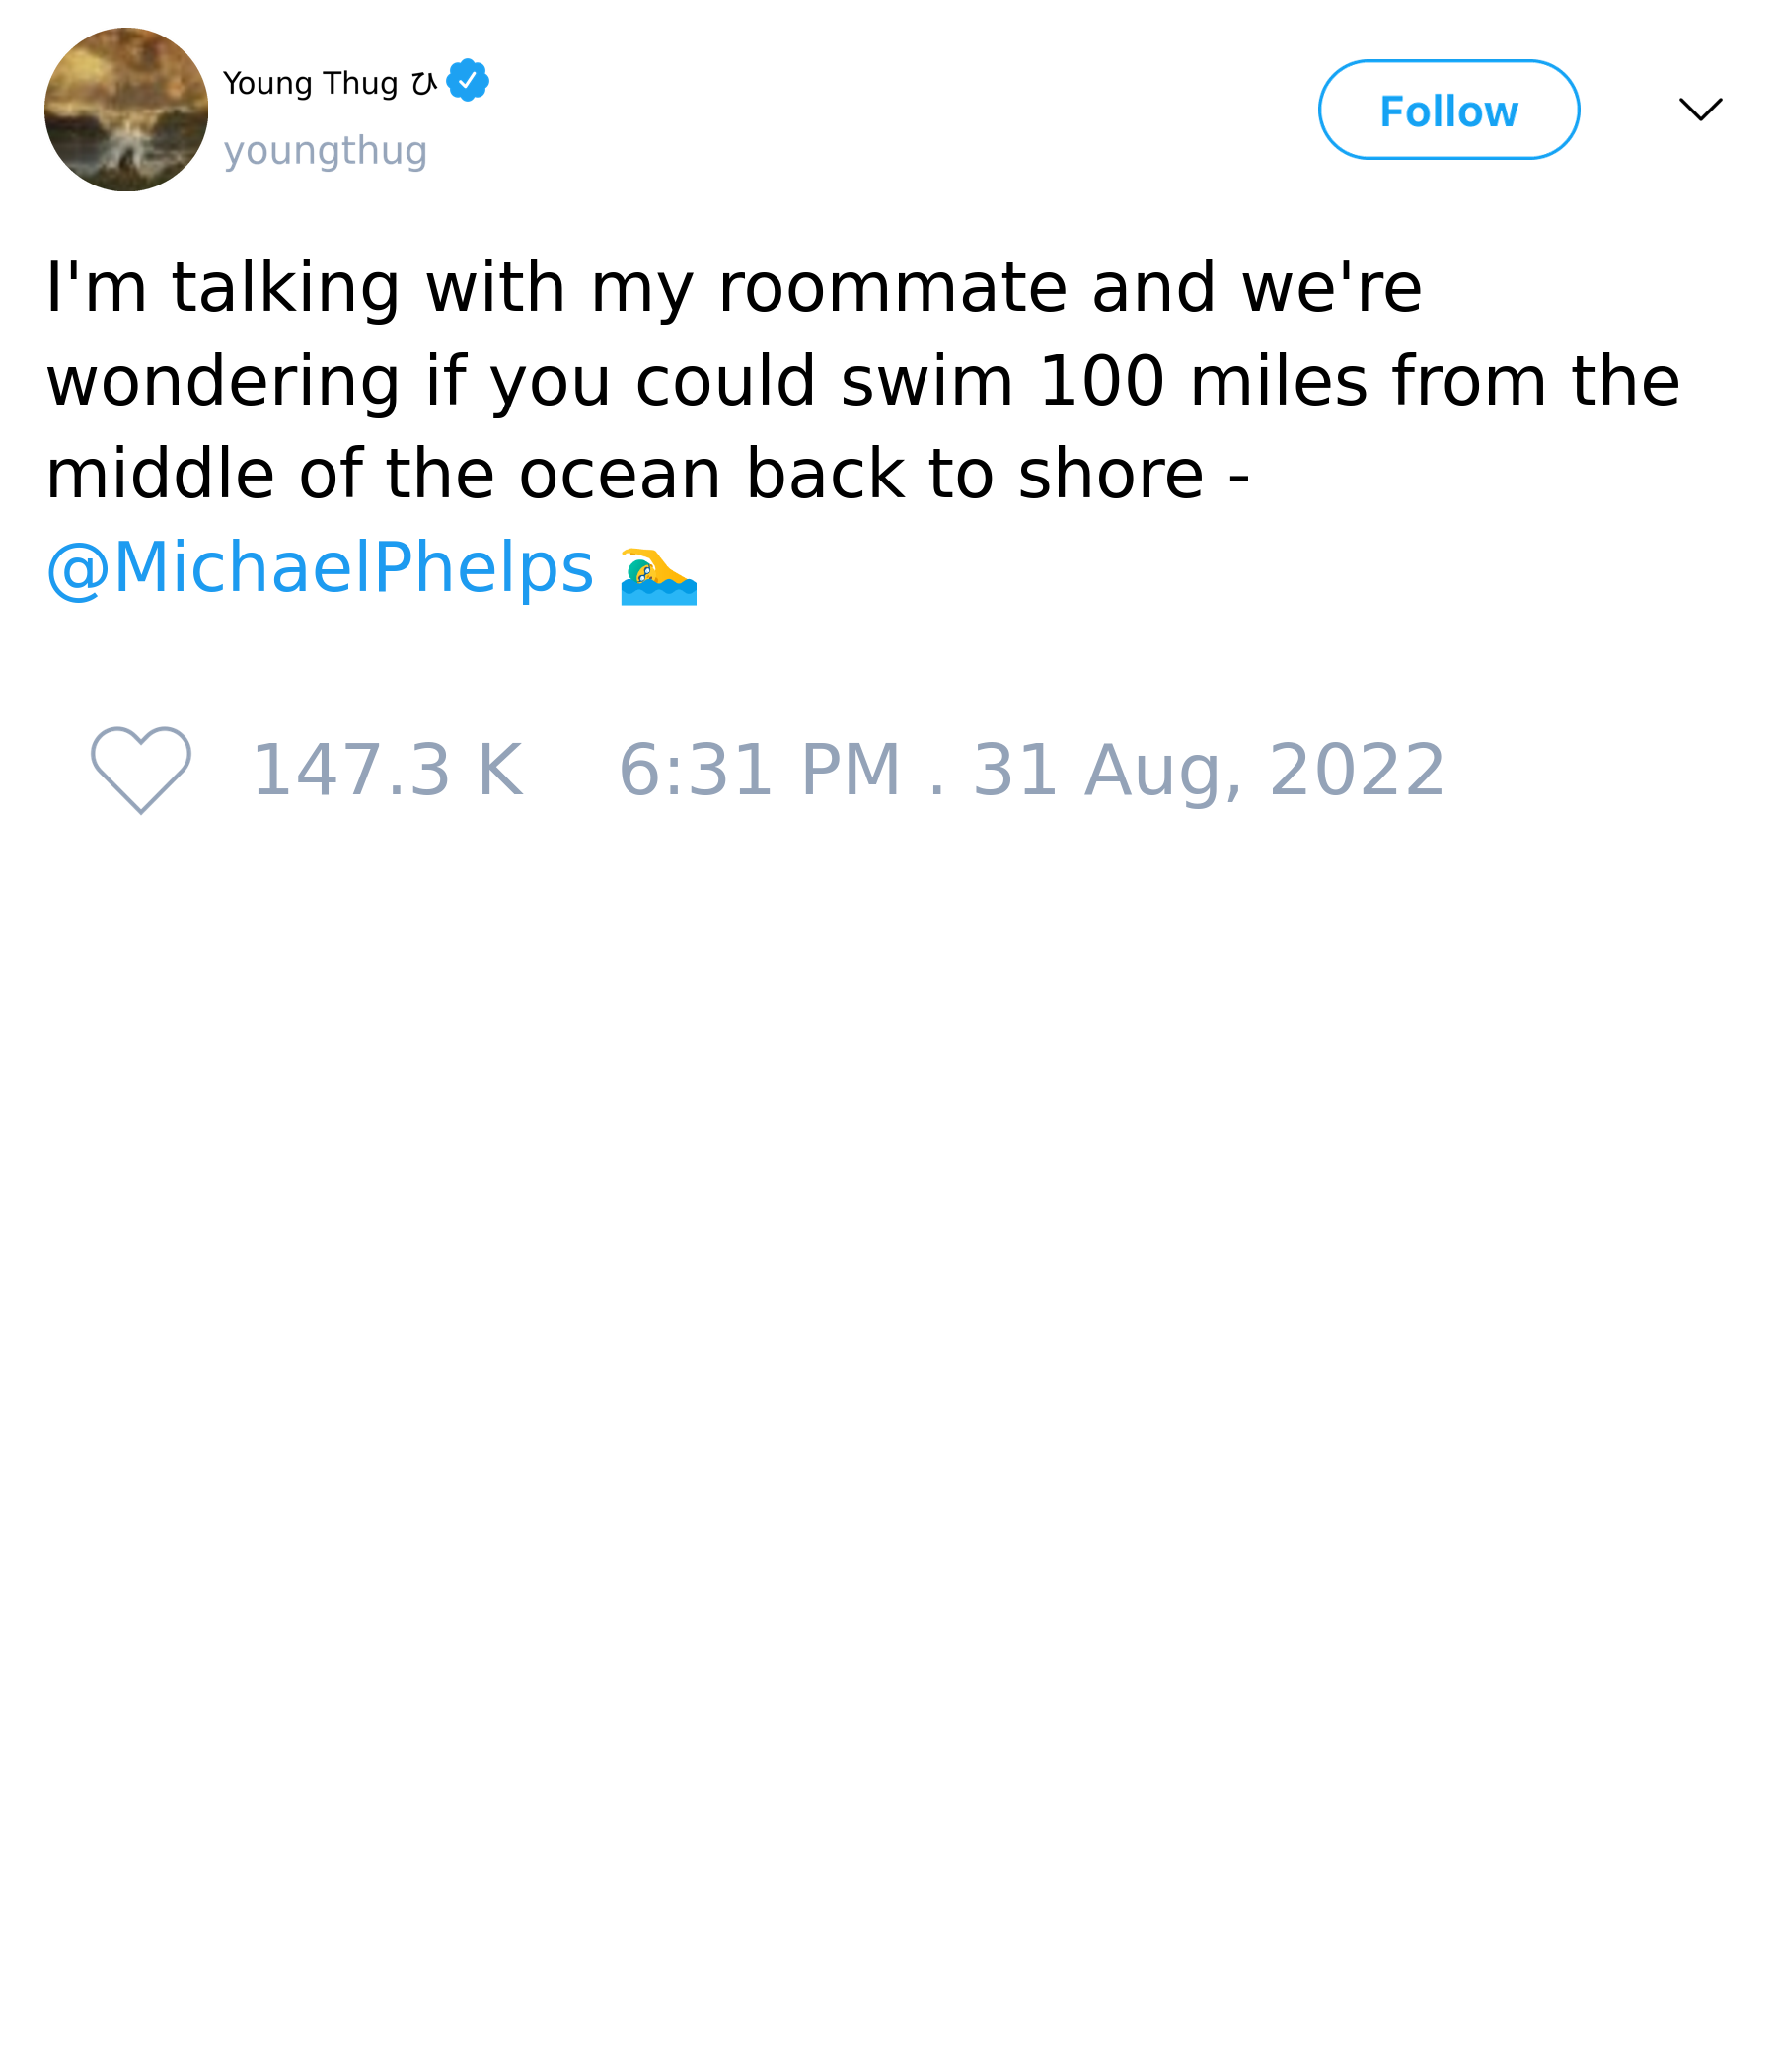 Young Thug ひ
youngthug
Follow
I'm talking with my roommate and we're
wondering if you could swim 100 miles from the
middle of the ocean back to shore -
@MichaelPhelps 🏊
147.3 K 6:31 PM . 31 Aug, 2022